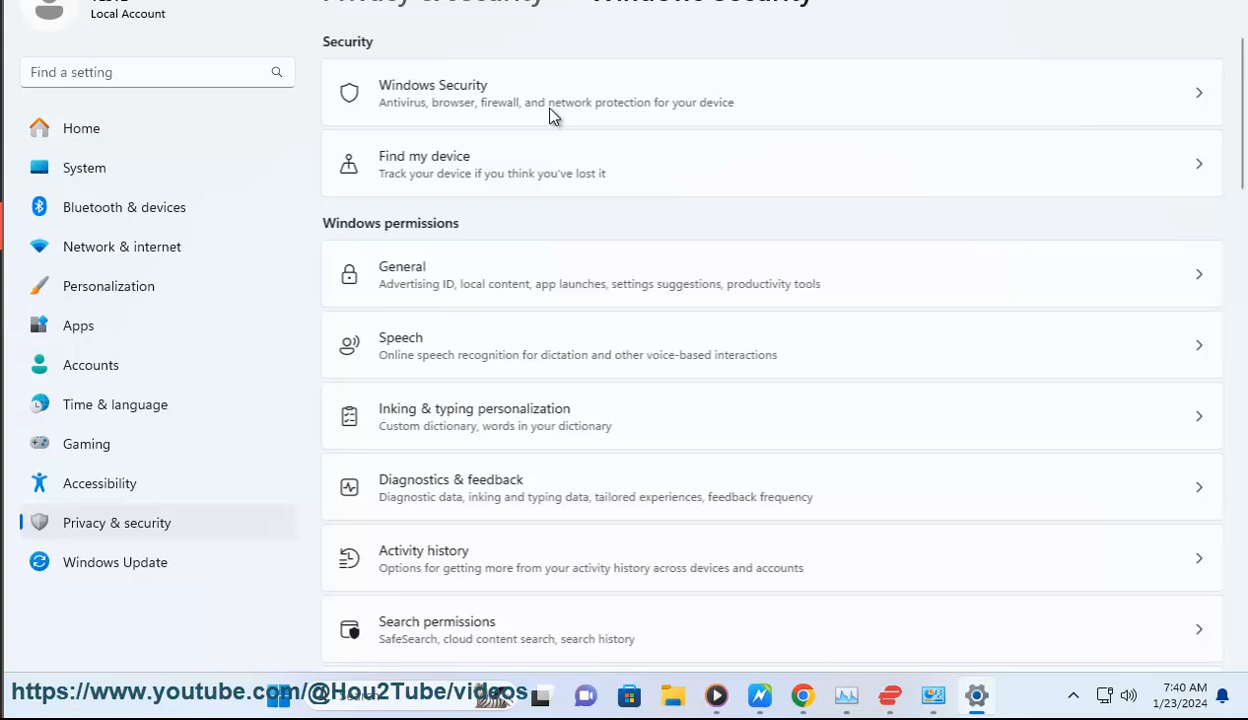 Local Account
Privacy & security Windows Security
Security
Find a setting
Windows Security
Antivirus, browser, firewall, and network protection for your device
Home
Find my device
Track your device if you think you've lost it
System
Bluetooth & devices
Windows permissions
Network & internet
General
Advertising ID, local content, app launches, settings suggestions, productivity tools
Personalization
Apps
Speech
Online speech recognition for dictation and other voice-based interactions
Accounts
Time & language
Inking & typing personalization
Custom dictionary, words in your dictionary
Gaming
Accessibility
Diagnostics & feedback
Diagnostic data, inking and typing data, tailored experiences, feedback frequency
Privacy & security
Windows Update
Activity history
Options for getting more from your activity history across devices and accounts
Search permissions
SafeSearch, cloud content search, search history
https://www.youtube.com/@Hou2Tube/videos
7:40 AM
1/23/2024